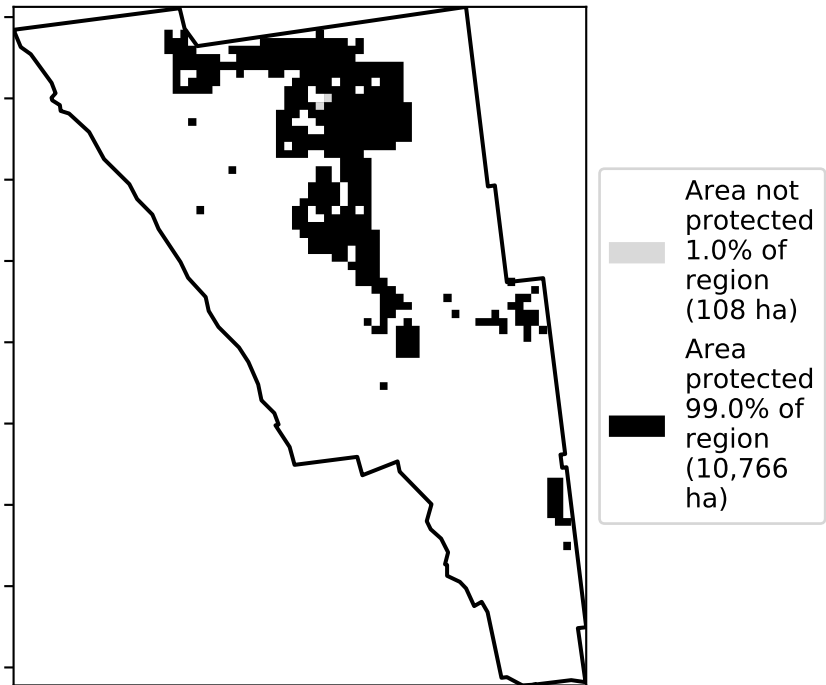 Area not
protected
1.0% of
region
(108 ha)
Area
protected
99.0% of
region
(10,766
ha)